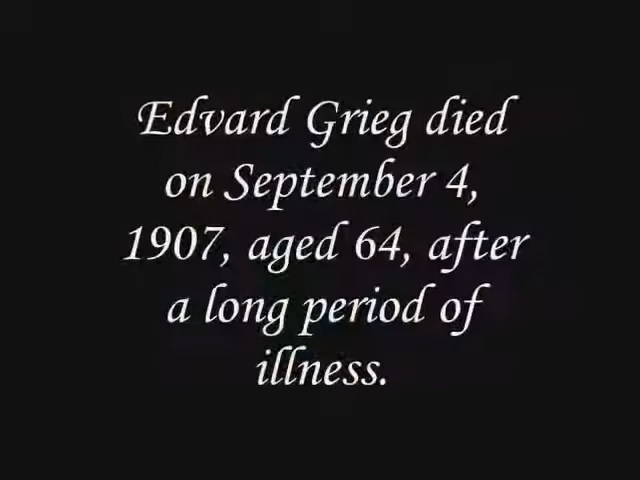 Edvard Grieg died
on September 4,
1907, aged 64, after
a long period of
illness.